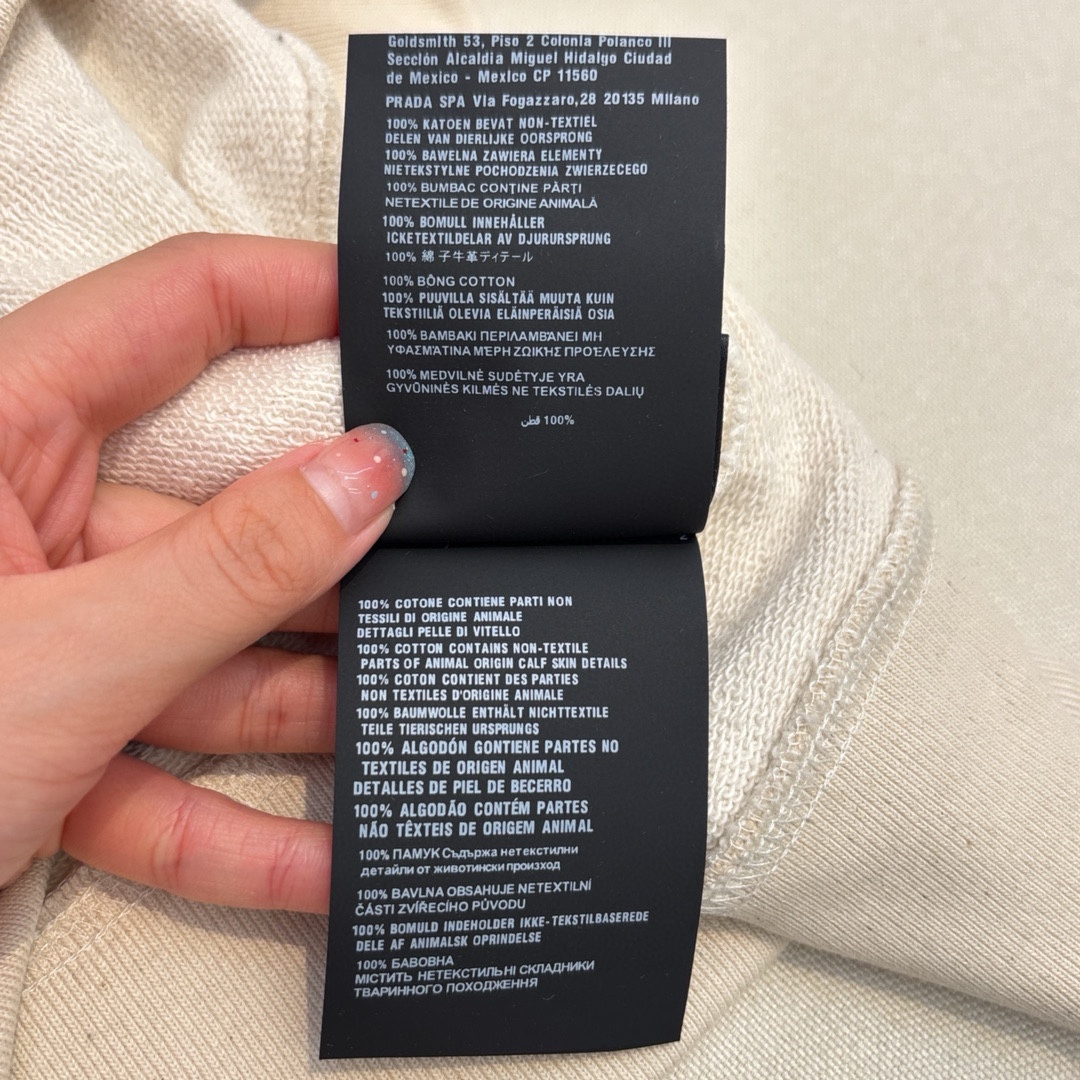 Goldsmith 53, Piso 2 Colonia Polanco III
Sección Alcaldia Miguel Hidalgo Ciudad
de Mexico - Mexico CP 11560
PRADA SPA Via Fogazzaro,28 20135 Milano
100% KATOEN BEVAT NON-TEXTIEL
DELEN VAN DIERLIJKE OORSPRONG
100% BAWELNA ZAWIERA ELEMENTY
NIETEKSTYLNE POCHODZENIA ZWIERZECEGO
100% BUMBAC CONȚINE PĂRȚI
NETEXTILE DE ORIGINE ANIMALĂ
100% BOMULL INNEHÅLLER
ICKETEXTILDELAR AV DJURURSPRUNG
100% 綿 子牛革ディテール
100% BÔNG COTTON
100% PUUVILLA SISÄLTÄÄ MUUTA KUIN
TEKSTIILIÄ OLEVIA ELÄINPERÄISIÄ OSIA
100% ΒΑΜΒΑΚΙ ΠΕΡΙΛΑΜΒΆΝΕΙ ΜΗ
ΥΦΑΣΜΆΤΙΝΑ ΜΈΡΗ ΖΩΙΚΉΣ ΠΡΟΈΛΕΥΣΗΣ
100% MEDVILNĖ SUDĖTYJE YRA
GYVŪNINĖS KILMĖS NE TEKSTILĖS DALIŲ
100% قطن
100% COTONE CONTIENE PARTI NON
TESSILI DI ORIGINE ANIMALE
DETTAGLI PELLE DI VITELLO
100% COTTON CONTAINS NON-TEXTILE
PARTS OF ANIMAL ORIGIN CALF SKIN DETAILS
100% COTON CONTIENT DES PARTIES
NON TEXTILES D'ORIGINE ANIMALE
100% BAUMWOLLE ENTHÄLT NICHTTEXTILE
TEILE TIERISCHEN URSPRUNGS
100% ALGODÓN GONTIENE PARTES NO
TEXTILES DE ORIGEN ANIMAL
DETALLES DE PIEL DE BECERRO
100% ALGODÃO CONTÉM PARTES
NÃO TÊXTEIS DE ORIGEM ANIMAL
100% ПАМУК Съдържа нетекстилни
детайли от животински произход
100% BAVLNA OBSAHUJE NETEXTILNÍ
ČÁSTI ZVÍŘECÍHO PŮVODU
100% BOMULD INDEHOLDER IKKE-TEKSTILBASEREDE
DELE AF ANIMALSK OPRINDELSE
100% БАВОВНА
МІСТИТЬ НЕТЕКСТИЛЬНІ СКЛАДНИКИ
ТВАРИННОГО ПОХОДЖЕННЯ